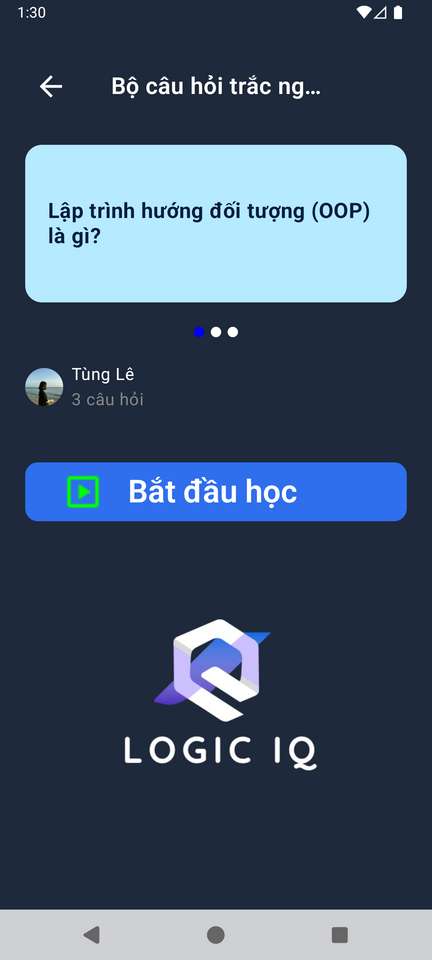 1:30
Bộ câu hỏi trắc ng...
Lập trình hướng đối tượng (OOP)
là gì?
Tùng Lê
3 câu hỏi
Bắt đầu học
LOGIC IQ